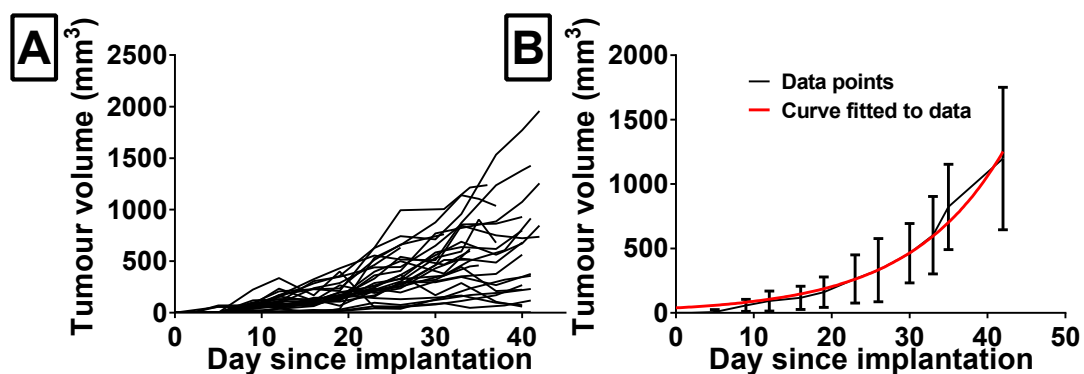 A
Tumour volume (mm³)
2500
2000
1500
1000
500
0
0 10 20 30 40
Day since implantation
B
Tumour volume (mm³)
2000
1500
1000
500
0
Data points
Curve fitted to data
0 10 20 30 40 50
Day since implantation